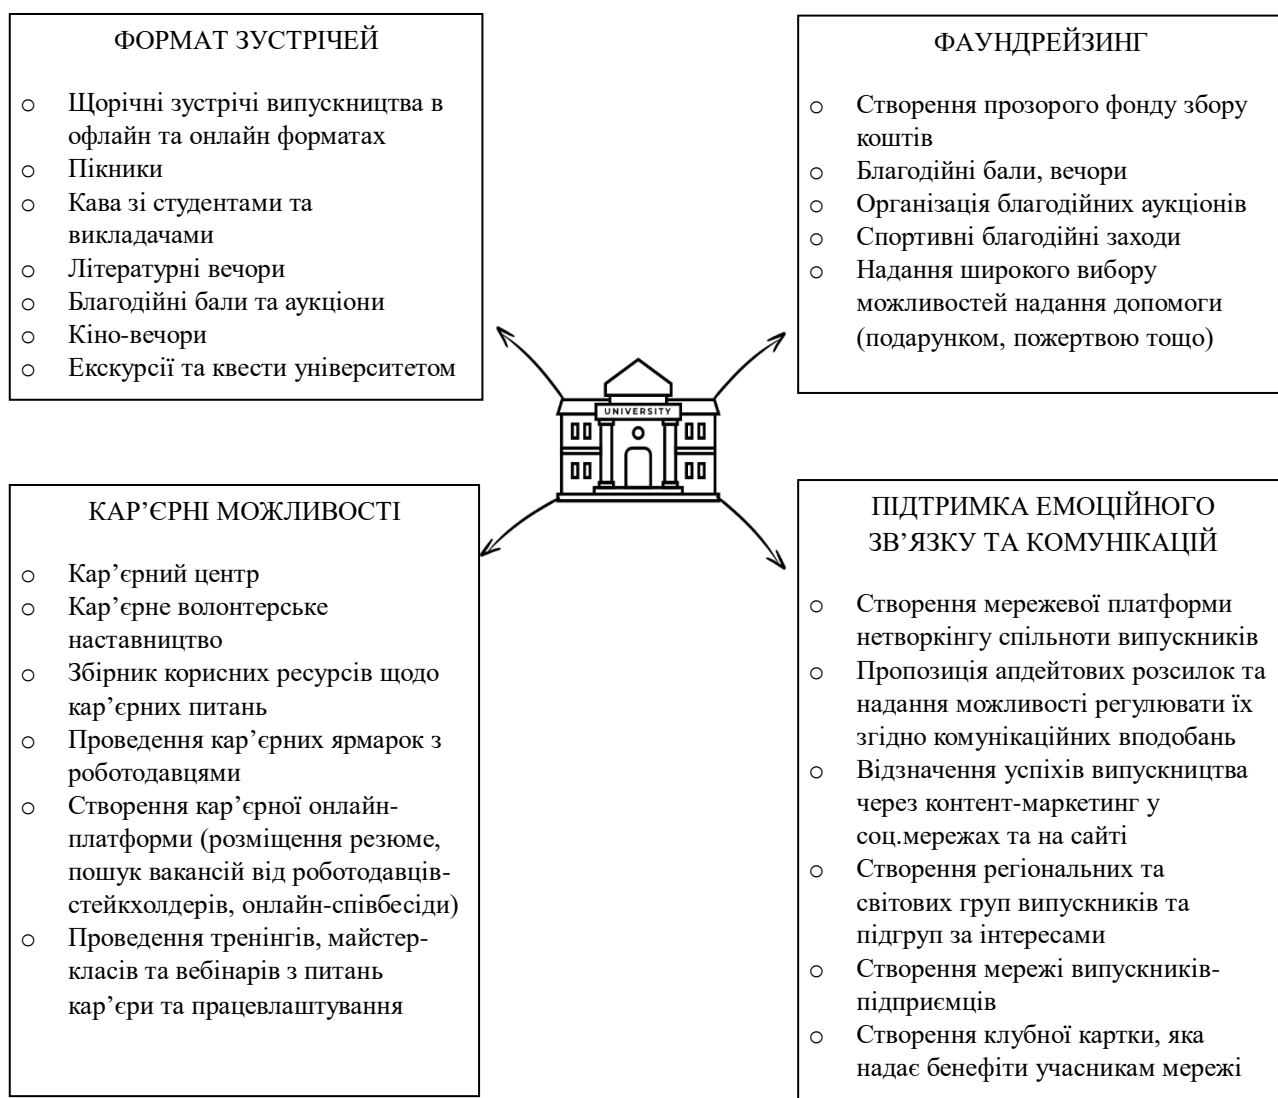 ФОРМАТ ЗУСТРІЧЕЙ
o Щорічні зустрічі випускництва в
офлайн та онлайн форматах
o Пікники
o Кава зі студентами та
викладачами
o Літературні вечори
o Благодійні бали та аукціони
o Кіно-вечори
o Екскурсії та квести університетом
ФАУНДРЕЙЗИНГ
o Створення прозорого фонду збору
коштів
o Благодійні бали, вечори
o Організація благодійних аукціонів
o Спортивні благодійні заходи
o Надання широкого вибору
можливостей надання допомоги
(подарунком, пожертвою тощо)
UNIVERSITY
КАР’ЄРНІ МОЖЛИВОСТІ
o Кар’єрний центр
o Кар’єрне волонтерське
наставництво
o Збірник корисних ресурсів щодо
кар’єрних питань
o Проведення кар’єрних ярмарок з
роботодавцями
o Створення кар’єрної онлайн-
платформи (розміщення резюме,
пошук вакансій від роботодавців-
стейкхолдерів, онлайн-співбесіди)
o Проведення тренінгів, майстер-
класів та вебінарів з питань
кар’єри та працевлаштування
ПІДТРИМКА ЕМОЦІЙНОГО
ЗВ’ЯЗКУ ТА КОМУНІКАЦІЙ
o Створення мережевої платформи
нетворкінгу спільноти випускників
o Пропозиція апдейтових розсилок та
надання можливості регулювати їх
згідно комунікаційних вподобань
o Відзначення успіхів випускництва
через контент-маркетинг у
соц.мережах та на сайті
o Створення регіональних та
світових груп випускників та
підгруп за інтересами
o Створення мережі випускників-
підприємців
o Створення клубної картки, яка
надає бенефіти учасникам мережі